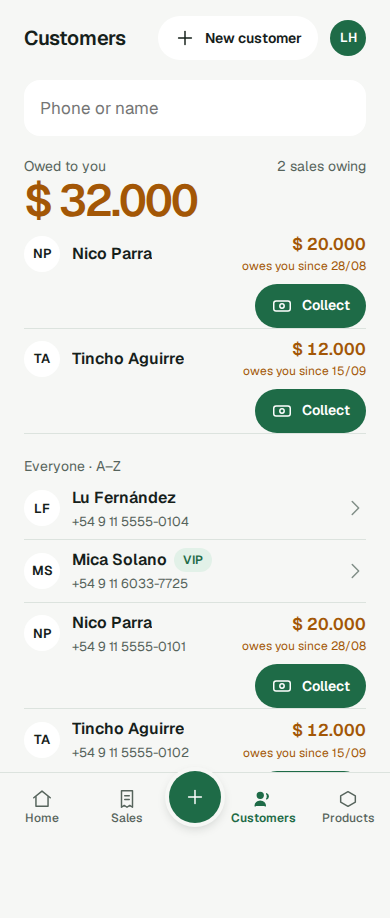 Customers
New customer
LH
Phone or name
Owed to you
2 sales owing
$ 32.000
NP
Nico Parra
$ 20.000
owes you since 28/08
Collect
TA
Tincho Aguirre
$ 12.000
owes you since 15/09
Collect
Everyone · A–Z
LF
Lu Fernández
+54 9 11 5555-0104
MS
Mica Solano
VIP
+54 9 11 6033-7725
NP
Nico Parra
+54 9 11 5555-0101
$ 20.000
owes you since 28/08
Collect
TA
Tincho Aguirre
+54 9 11 5555-0102
$ 12.000
owes you since 15/09
Home
Sales
Customers
Products